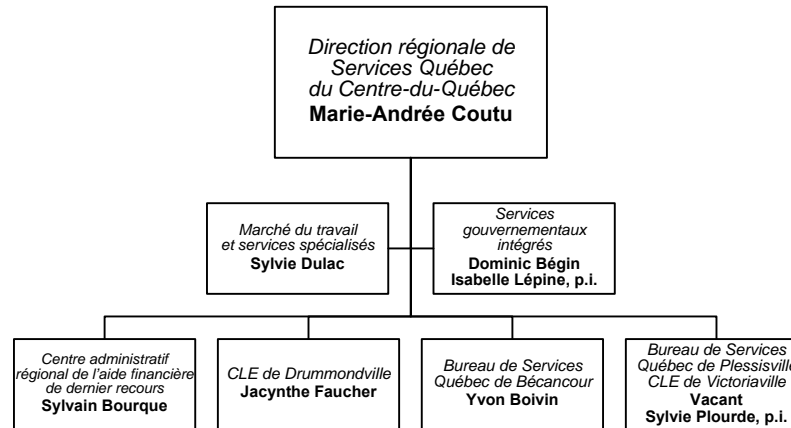 Direction régionale de
Services Québec
du Centre-du-Québec
Marie-Andrée Coutu
Marché du travail
et services spécialisés
Sylvie Dulac
Services
gouvernementaux
intégrés
Dominic Bégin
Isabelle Lépine, p.i.
Centre administratif
régional de l'aide financière
de dernier recours
Sylvain Bourque
CLE de Drummondville
Jacynthe Faucher
Bureau de Services
Québec de Bécancour
Yvon Boivin
Bureau de Services
Québec de Plessisville
CLE de Victoriaville
Vacant
Sylvie Plourde, p.i.